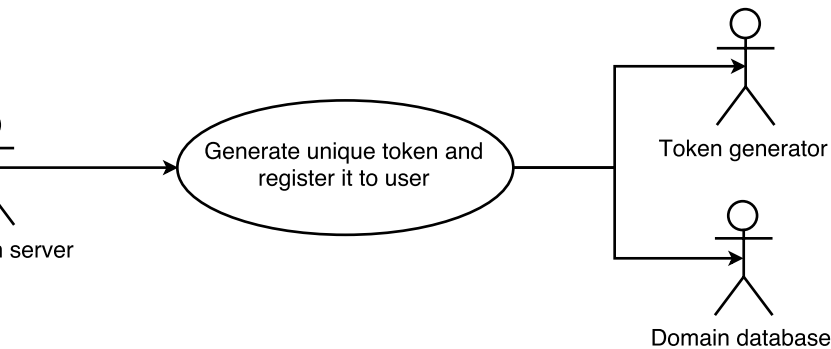 Generate unique token and
register it to user
Token generator
server
Domain database